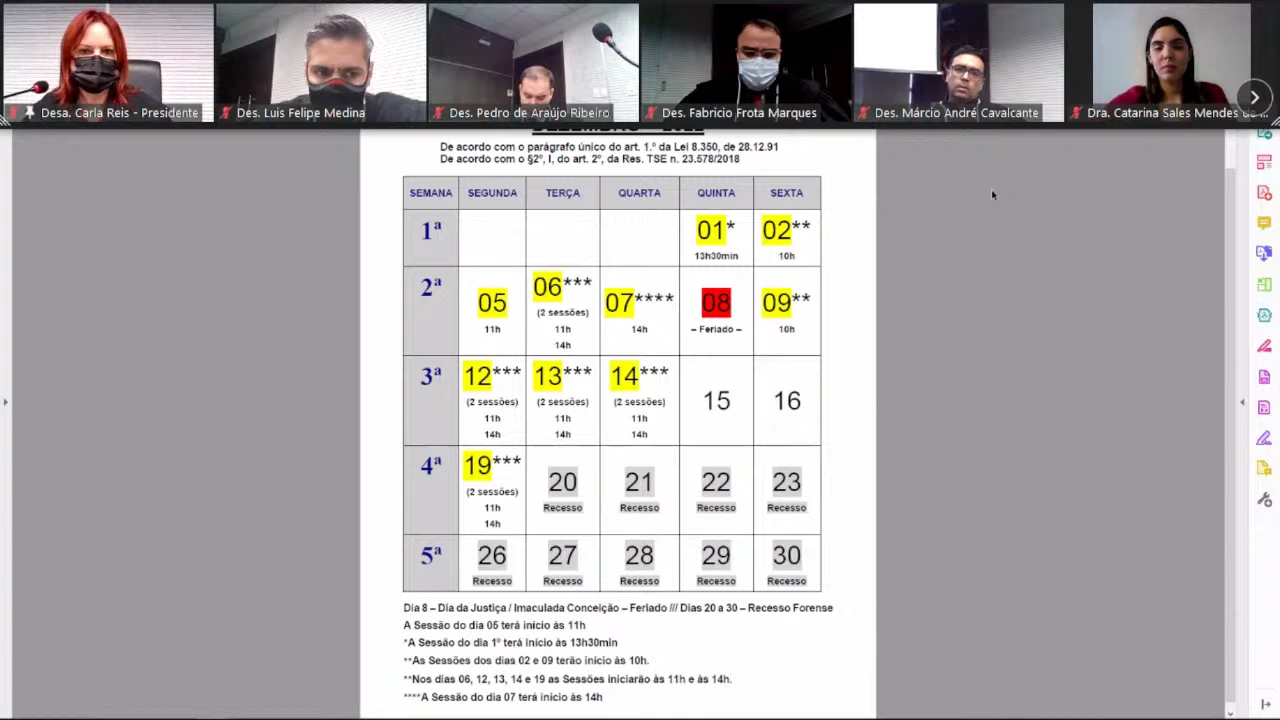 Desa. Carla Reis - Presidente
Des. Luis Felipe Medina
Des. Pedro de Araújo Ribeiro
Des. Fabricio Frota Marques
Des. Márcio André Cavalcante
Dra. Catarina Sales Mendes de
De acordo com o parágrafo único do art. 1.º da Lei 8.350, de 28.12.91
De acordo com o §2º, I, do art. 2º, da Res. TSE n. 23.578/2018
SEMANA SEGUNDA TERÇA QUARTA QUINTA SEXTA
1ª 01* 02**
13h30min 10h
2ª 05 06*** 07**** 08 09**
(2 sessões)
11h 11h 14h – Feriado – 10h
14h
3ª 12*** 13*** 14*** 15 16
(2 sessões) (2 sessões) (2 sessões)
11h 11h 11h
14h 14h 14h
4ª 19*** 20 21 22 23
(2 sessões) Recesso Recesso Recesso Recesso
11h
14h
5ª 26 27 28 29 30
Recesso Recesso Recesso Recesso Recesso
Dia 8 – Dia da Justiça / Imaculada Conceição – Feriado /// Dias 20 a 30 – Recesso Forense
A Sessão do dia 05 terá início às 11h
*A Sessão do dia 1º terá início às 13h30min
**As Sessões dos dias 02 e 09 terão início às 10h.
**Nos dias 06, 12, 13, 14 e 19 as Sessões iniciarão às 11h e às 14h.
****A Sessão do dia 07 terá início às 14h